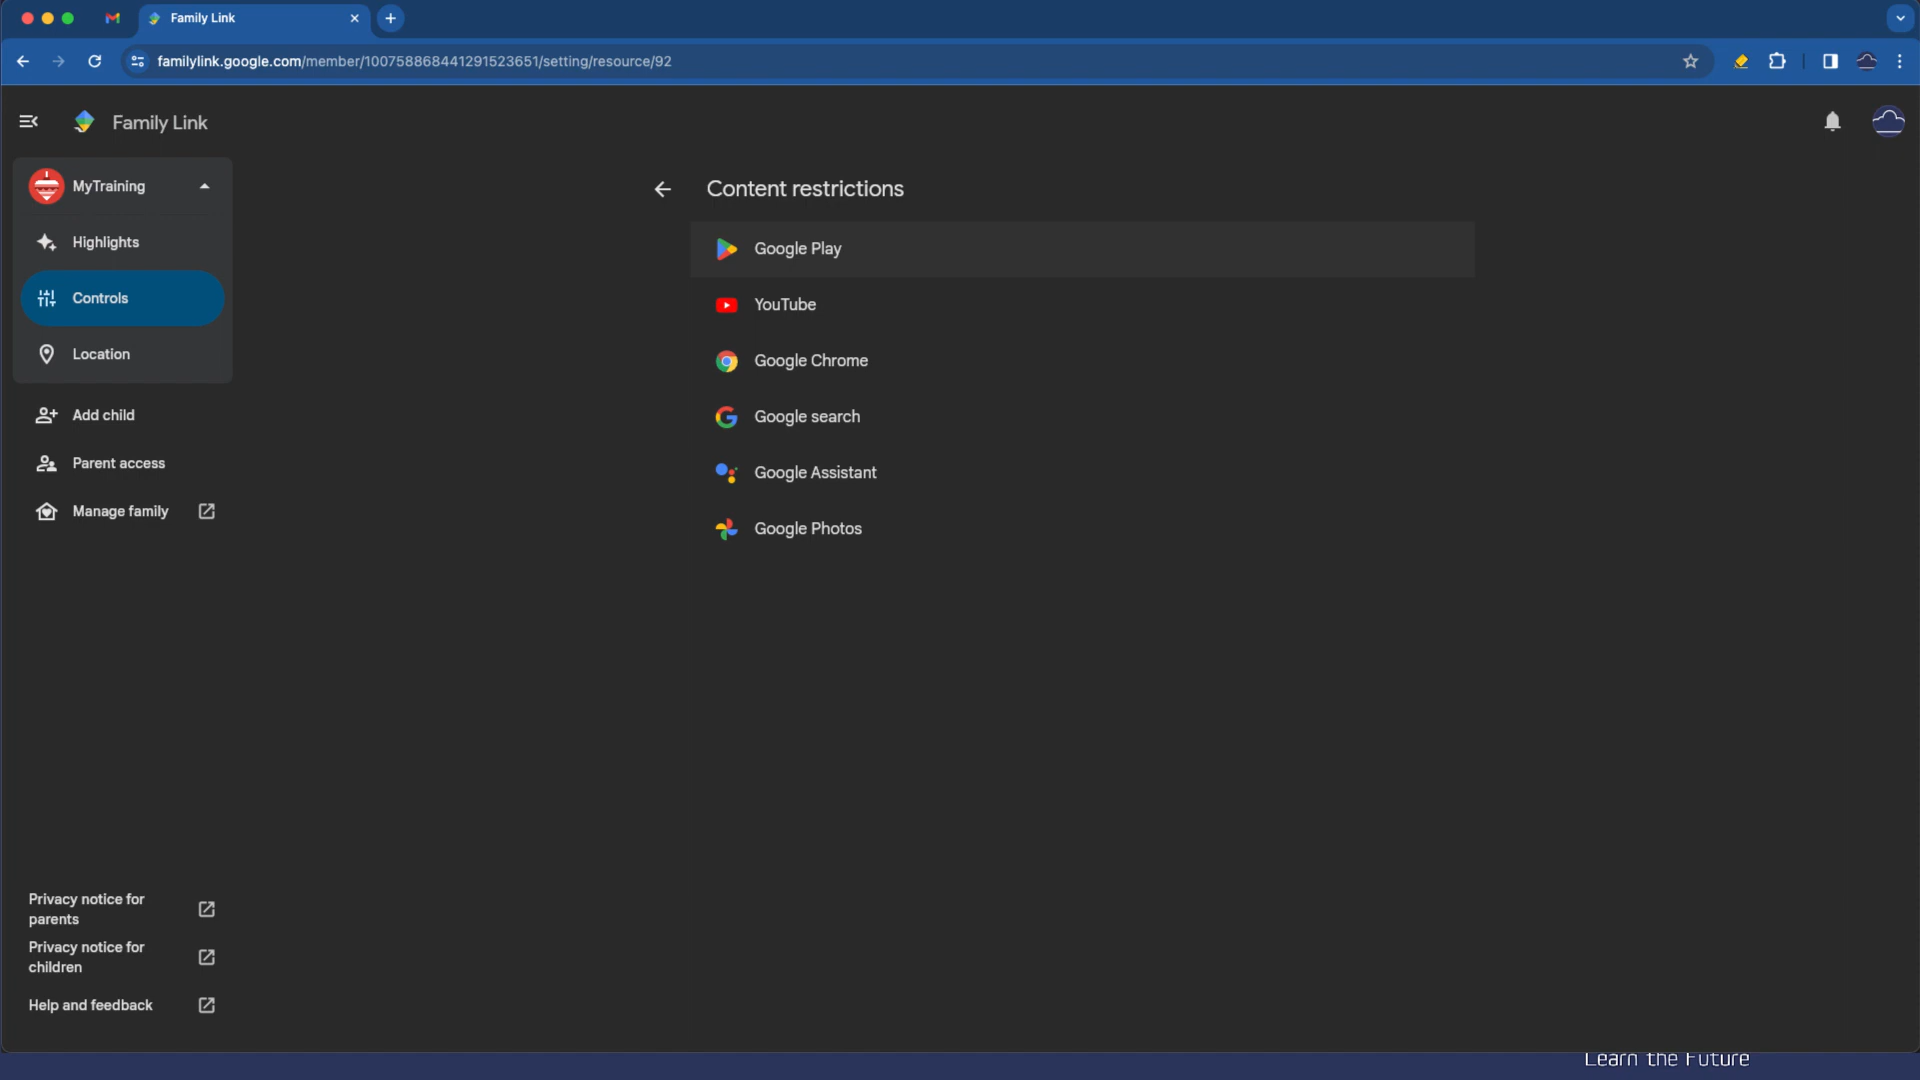 Family Link
familylink.google.com/member/100758868441291523651/setting/resource/92
Family Link
MyTraining
Highlights
Controls
Location
Add child
Parent access
Manage family
Content restrictions
Google Play
YouTube
Google Chrome
Google search
Google Assistant
Google Photos
Privacy notice for
parents
Privacy notice for
children
Help and feedback
Learn the Future